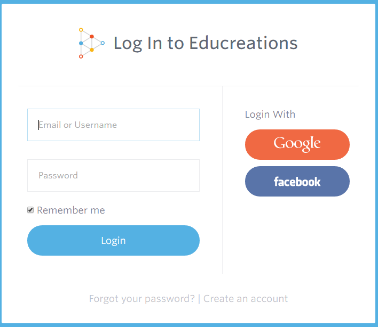 Log In to Educreations
Email or Username
Password
Remember me
Login
Login With
Google
facebook
Forgot your password? | Create an account